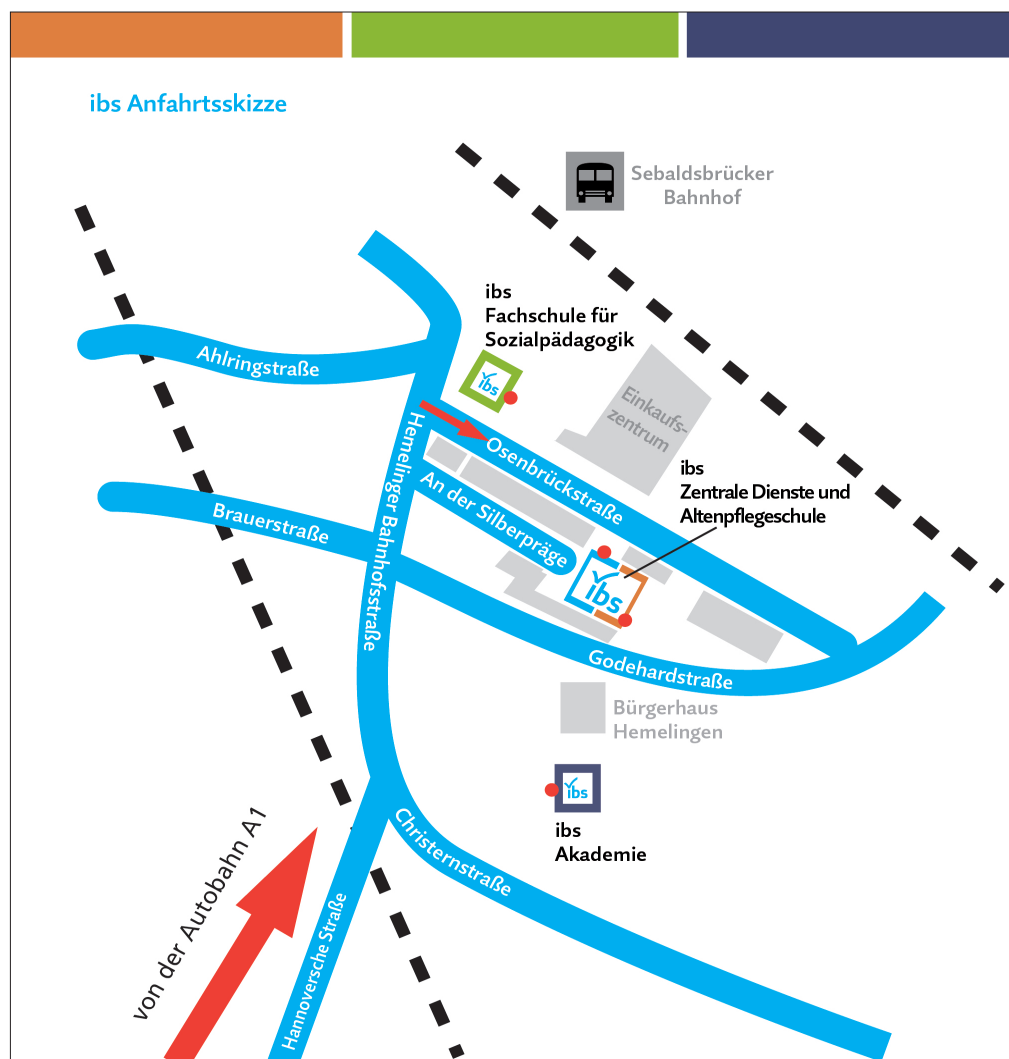 ibs Anfahrtsskizze
Sebaldsbrücker
Bahnhof
ibs
Fachschule für
Sozialpädagogik
ibs
Ahlringstraße
Einkaufs-
zentrum
Hemelinger Bahnhofsstraße
Osenbrückstraße
ibs
Zentrale Dienste und
Altenpflegeschule
An der Silberpräge
Brauerstraße
ibs
Godehardstraße
Bürgerhaus
Hemelingen
ibs
ibs
Akademie
Christernstraße
von der Autobahn A1
Hannoversche Straße